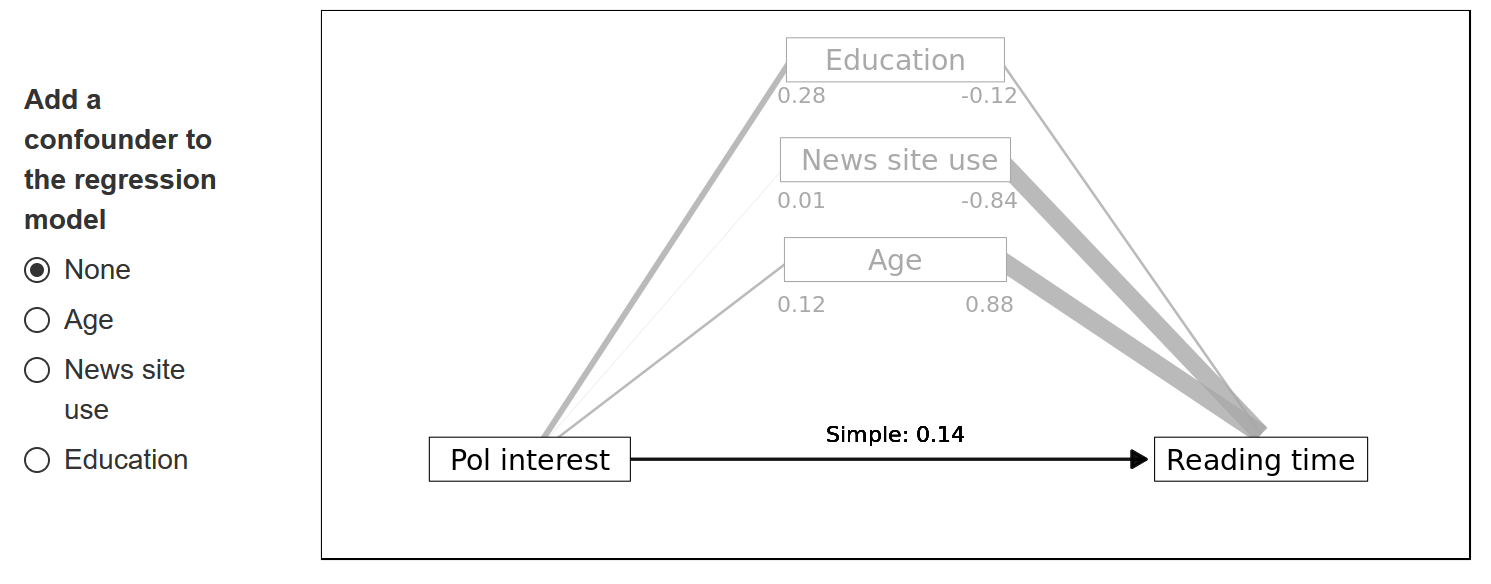 Add a
confounder to
the regression
model
None
Age
News site
use
Education
Education
0.28 -0.12
News site use
0.01 -0.84
Age
0.12 0.88
Simple: 0.14
Pol interest Reading time